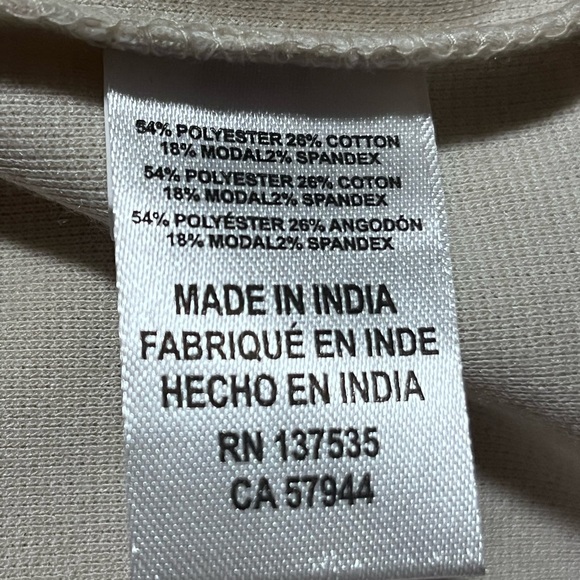 54% POLYESTER 26% COTTON
18% MODAL2% SPANDEX
54% POLYESTER 26% COTON
18% MODAL2% SPANDEX
54% POLYÉSTER 26% ANGODÓN
18% MODAL2% SPANDEX
MADE IN INDIA
FABRIQUÉ EN INDE
HECHO EN INDIA
RN 137535
CA 57944